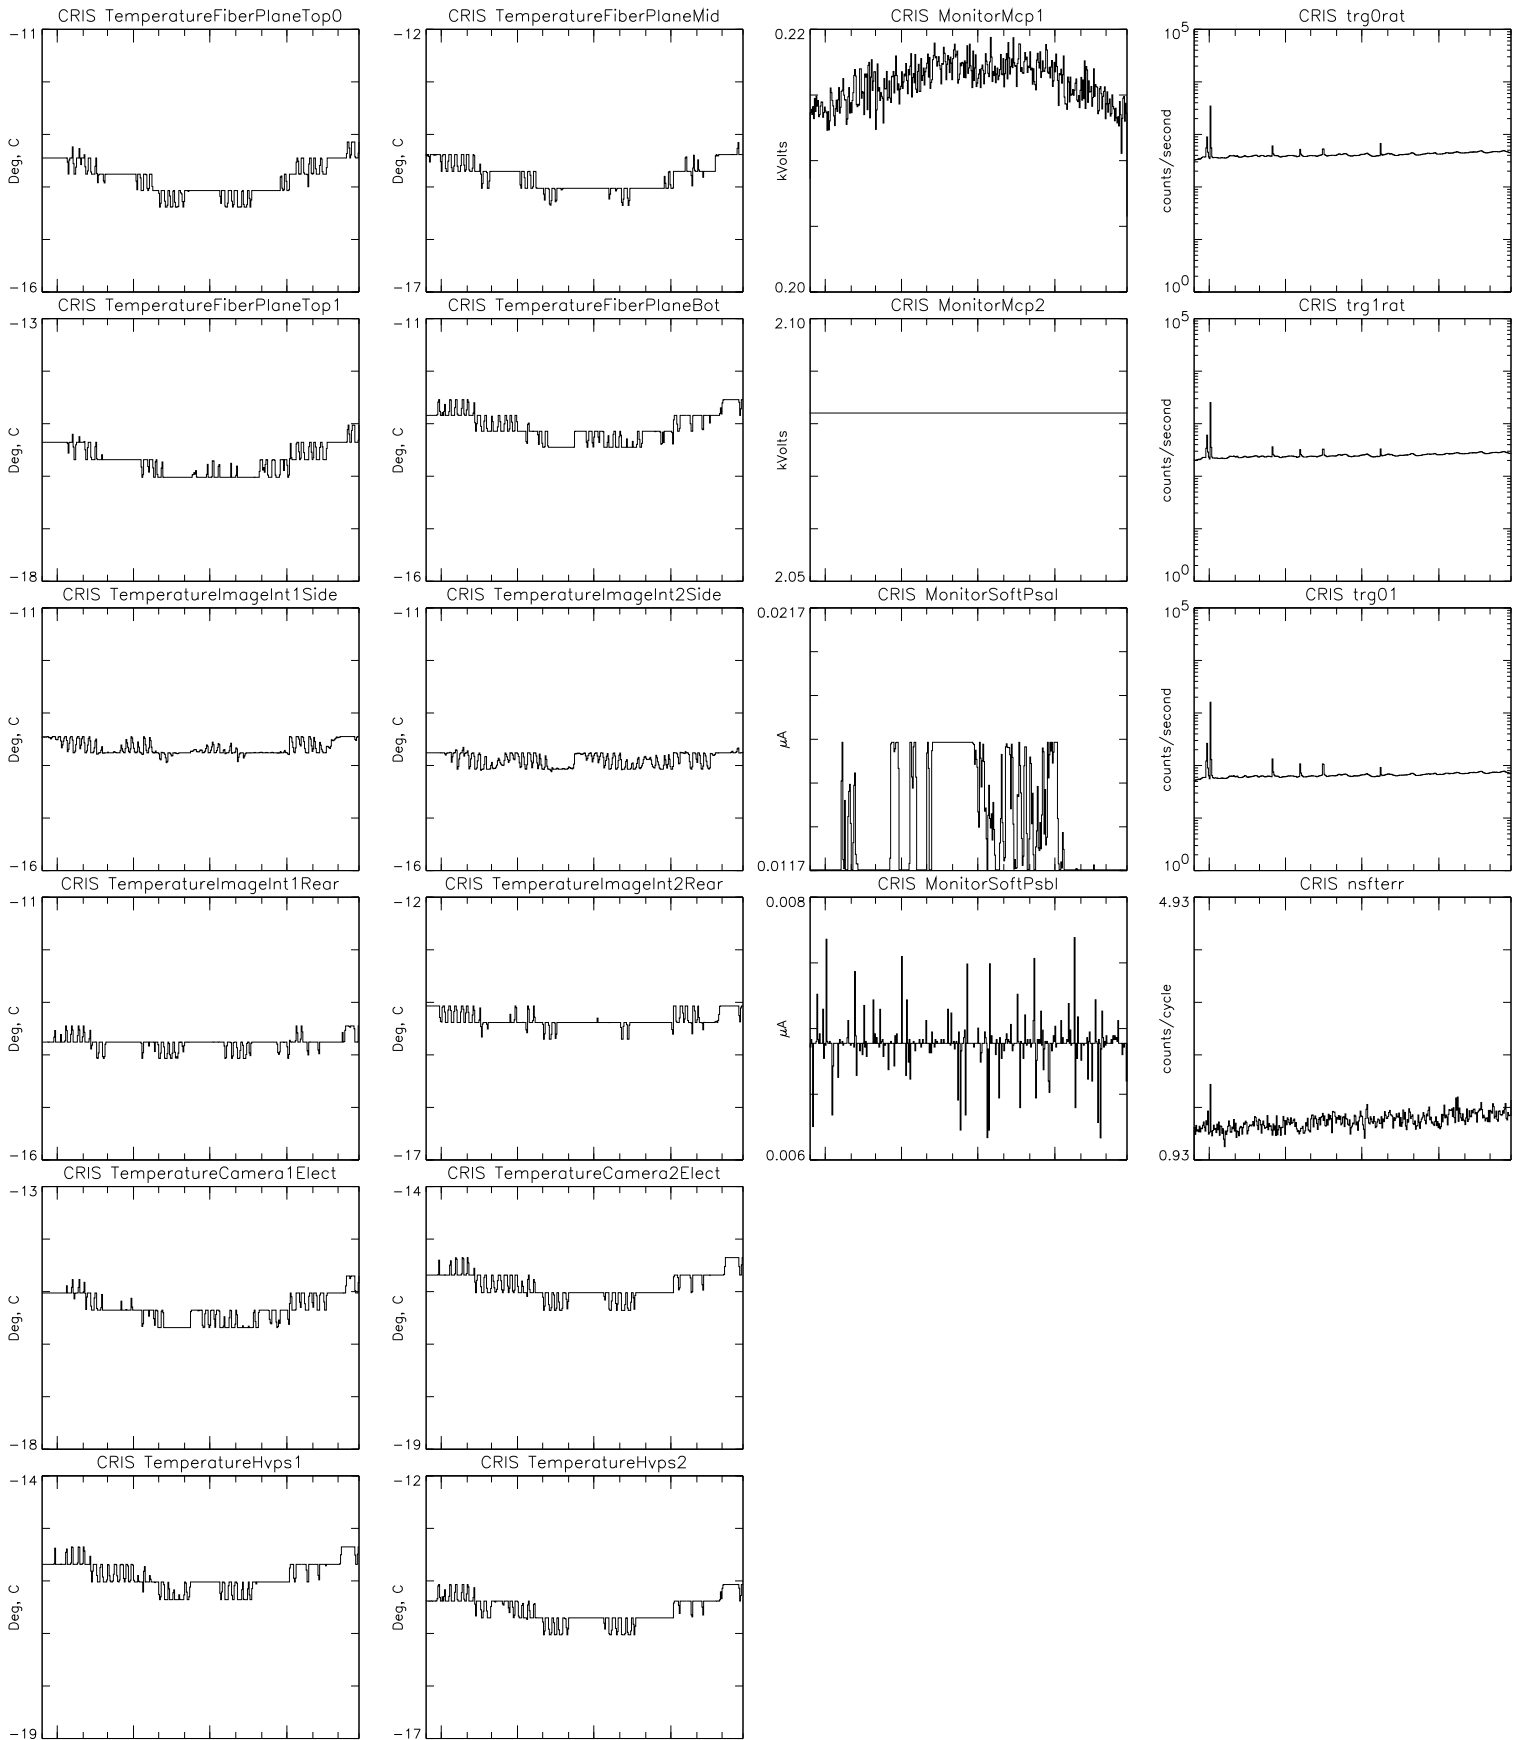 CRIS TemperatureFiberPlaneTop0
-11
Deg, C
-16
CRIS TemperatureFiberPlaneMid
-12
Deg, C
-17
CRIS MonitorMcp1
0.22
kVolts
0.20
CRIS trg0rat
10^5
counts/second
10^0
CRIS TemperatureFiberPlaneTop1
-13
Deg, C
-18
CRIS TemperatureFiberPlaneBot
-11
Deg, C
-16
CRIS MonitorMcp2
2.10
kVolts
2.05
CRIS trg1rat
10^5
counts/second
10^0
CRIS TemperatureImageInt1Side
-11
Deg, C
-16
CRIS TemperatureImageInt2Side
-11
Deg, C
-16
CRIS MonitorSoftPsaI
0.0217
μA
0.0117
CRIS trg01
10^5
counts/second
10^0
CRIS TemperatureImageInt1Rear
-11
Deg, C
-16
CRIS TemperatureImageInt2Rear
-12
Deg, C
-17
CRIS MonitorSoftPsbI
0.008
μA
0.006
CRIS nsfterr
4.93
counts/cycle
0.93
CRIS TemperatureCamera1Elect
-13
Deg, C
-18
CRIS TemperatureCamera2Elect
-14
Deg, C
-19
CRIS TemperatureHvps1
-14
Deg, C
-19
CRIS TemperatureHvps2
-12
Deg, C
-17